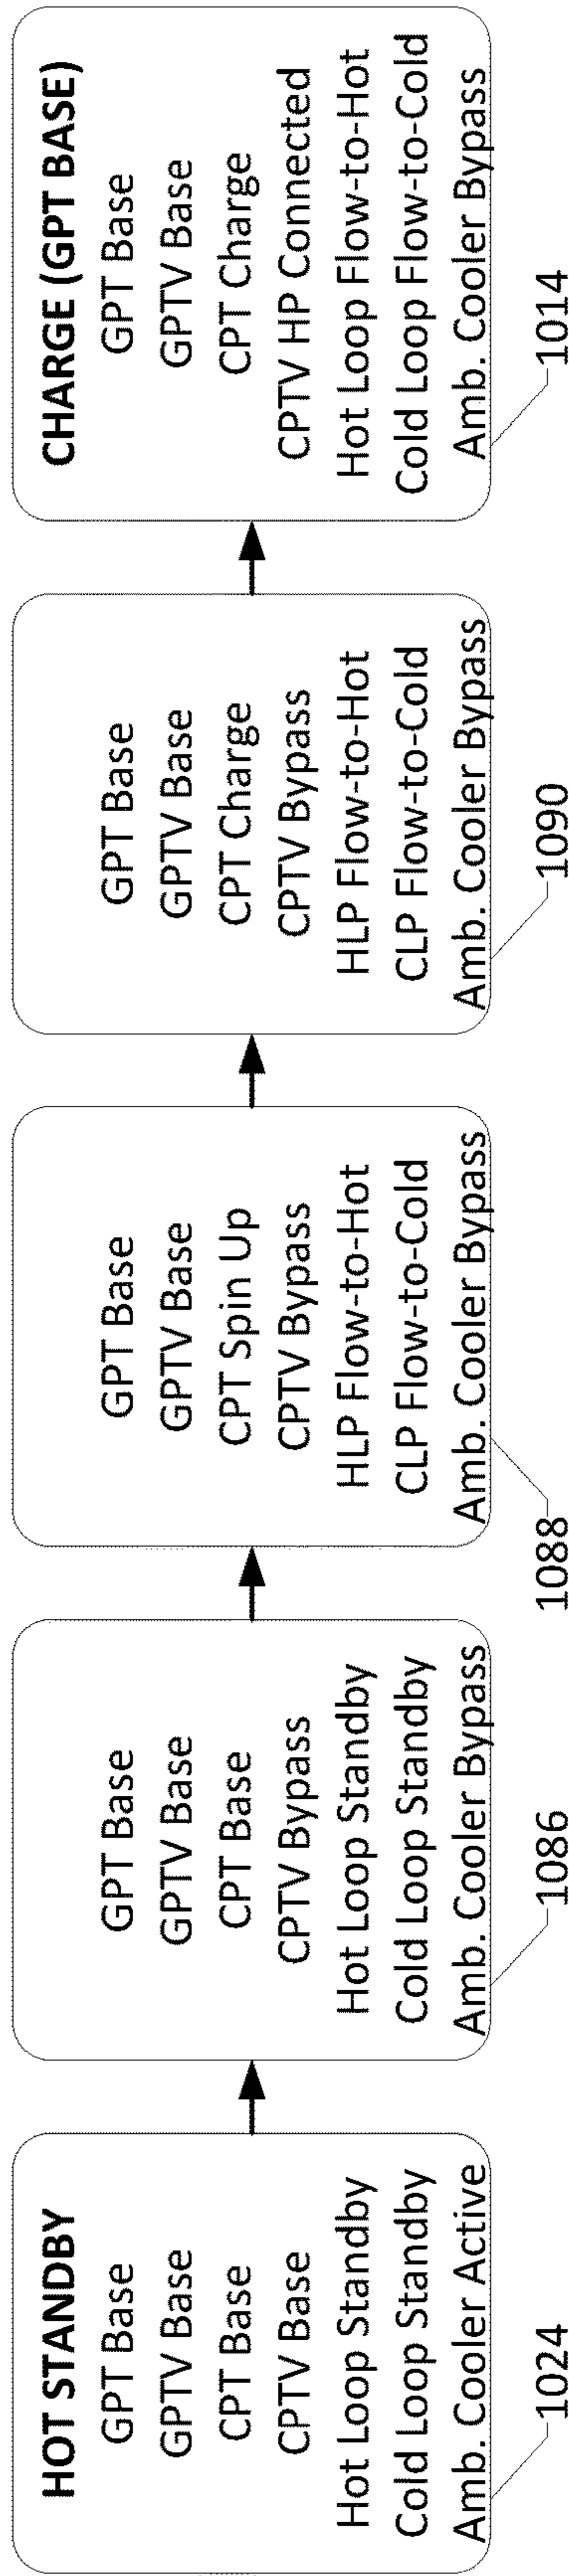 HOT STANDBY
GPT Base
GPTV Base
CPT Base
CPTV Base
Hot Loop Standby
Cold Loop Standby
Amb. Cooler Active
1024
GPT Base
GPTV Base
CPT Base
CPTV Bypass
Hot Loop Standby
Cold Loop Standby
Amb. Cooler Bypass
1086
GPT Base
GPTV Base
CPT Spin Up
CPTV Bypass
HLP Flow-to-Hot
CLP Flow-to-Cold
Amb. Cooler Bypass
1088
GPT Base
GPTV Base
CPT Charge
CPTV Bypass
HLP Flow-to-Hot
CLP Flow-to-Cold
Amb. Cooler Bypass
1090
CHARGE (GPT BASE)
GPT Base
GPTV Base
CPT Charge
CPTV HP Connected
Hot Loop Flow-to-Hot
Cold Loop Flow-to-Cold
Amb. Cooler Bypass
1014